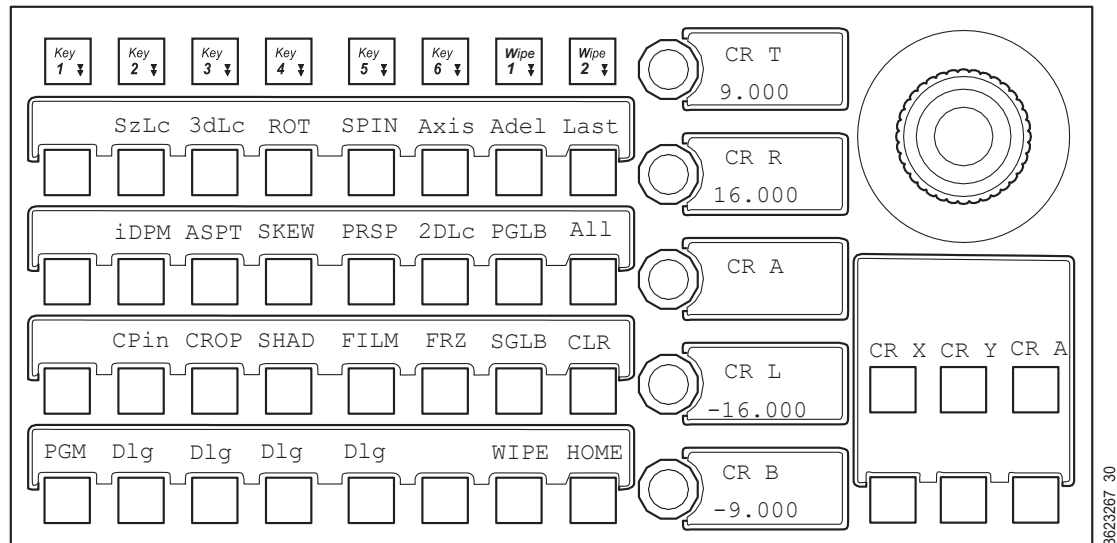 Key 1 Key 2 Key 3 Key 4 Key 5 Key 6 Wipe 1 Wipe 2
CR T
9.000
SzLc 3dLc ROT SPIN Axis Adel Last
CR R
16.000
iDPM ASPT SKEW PRSP 2DLc PGLB All
CR A
CPin CROP SHAD FILM FRZ SGLB CLR
CR L
-16.000
CR X CR Y CR A
PGM Dlg Dlg Dlg Dlg WIPE HOME
CR B
-9.000
8623267_30